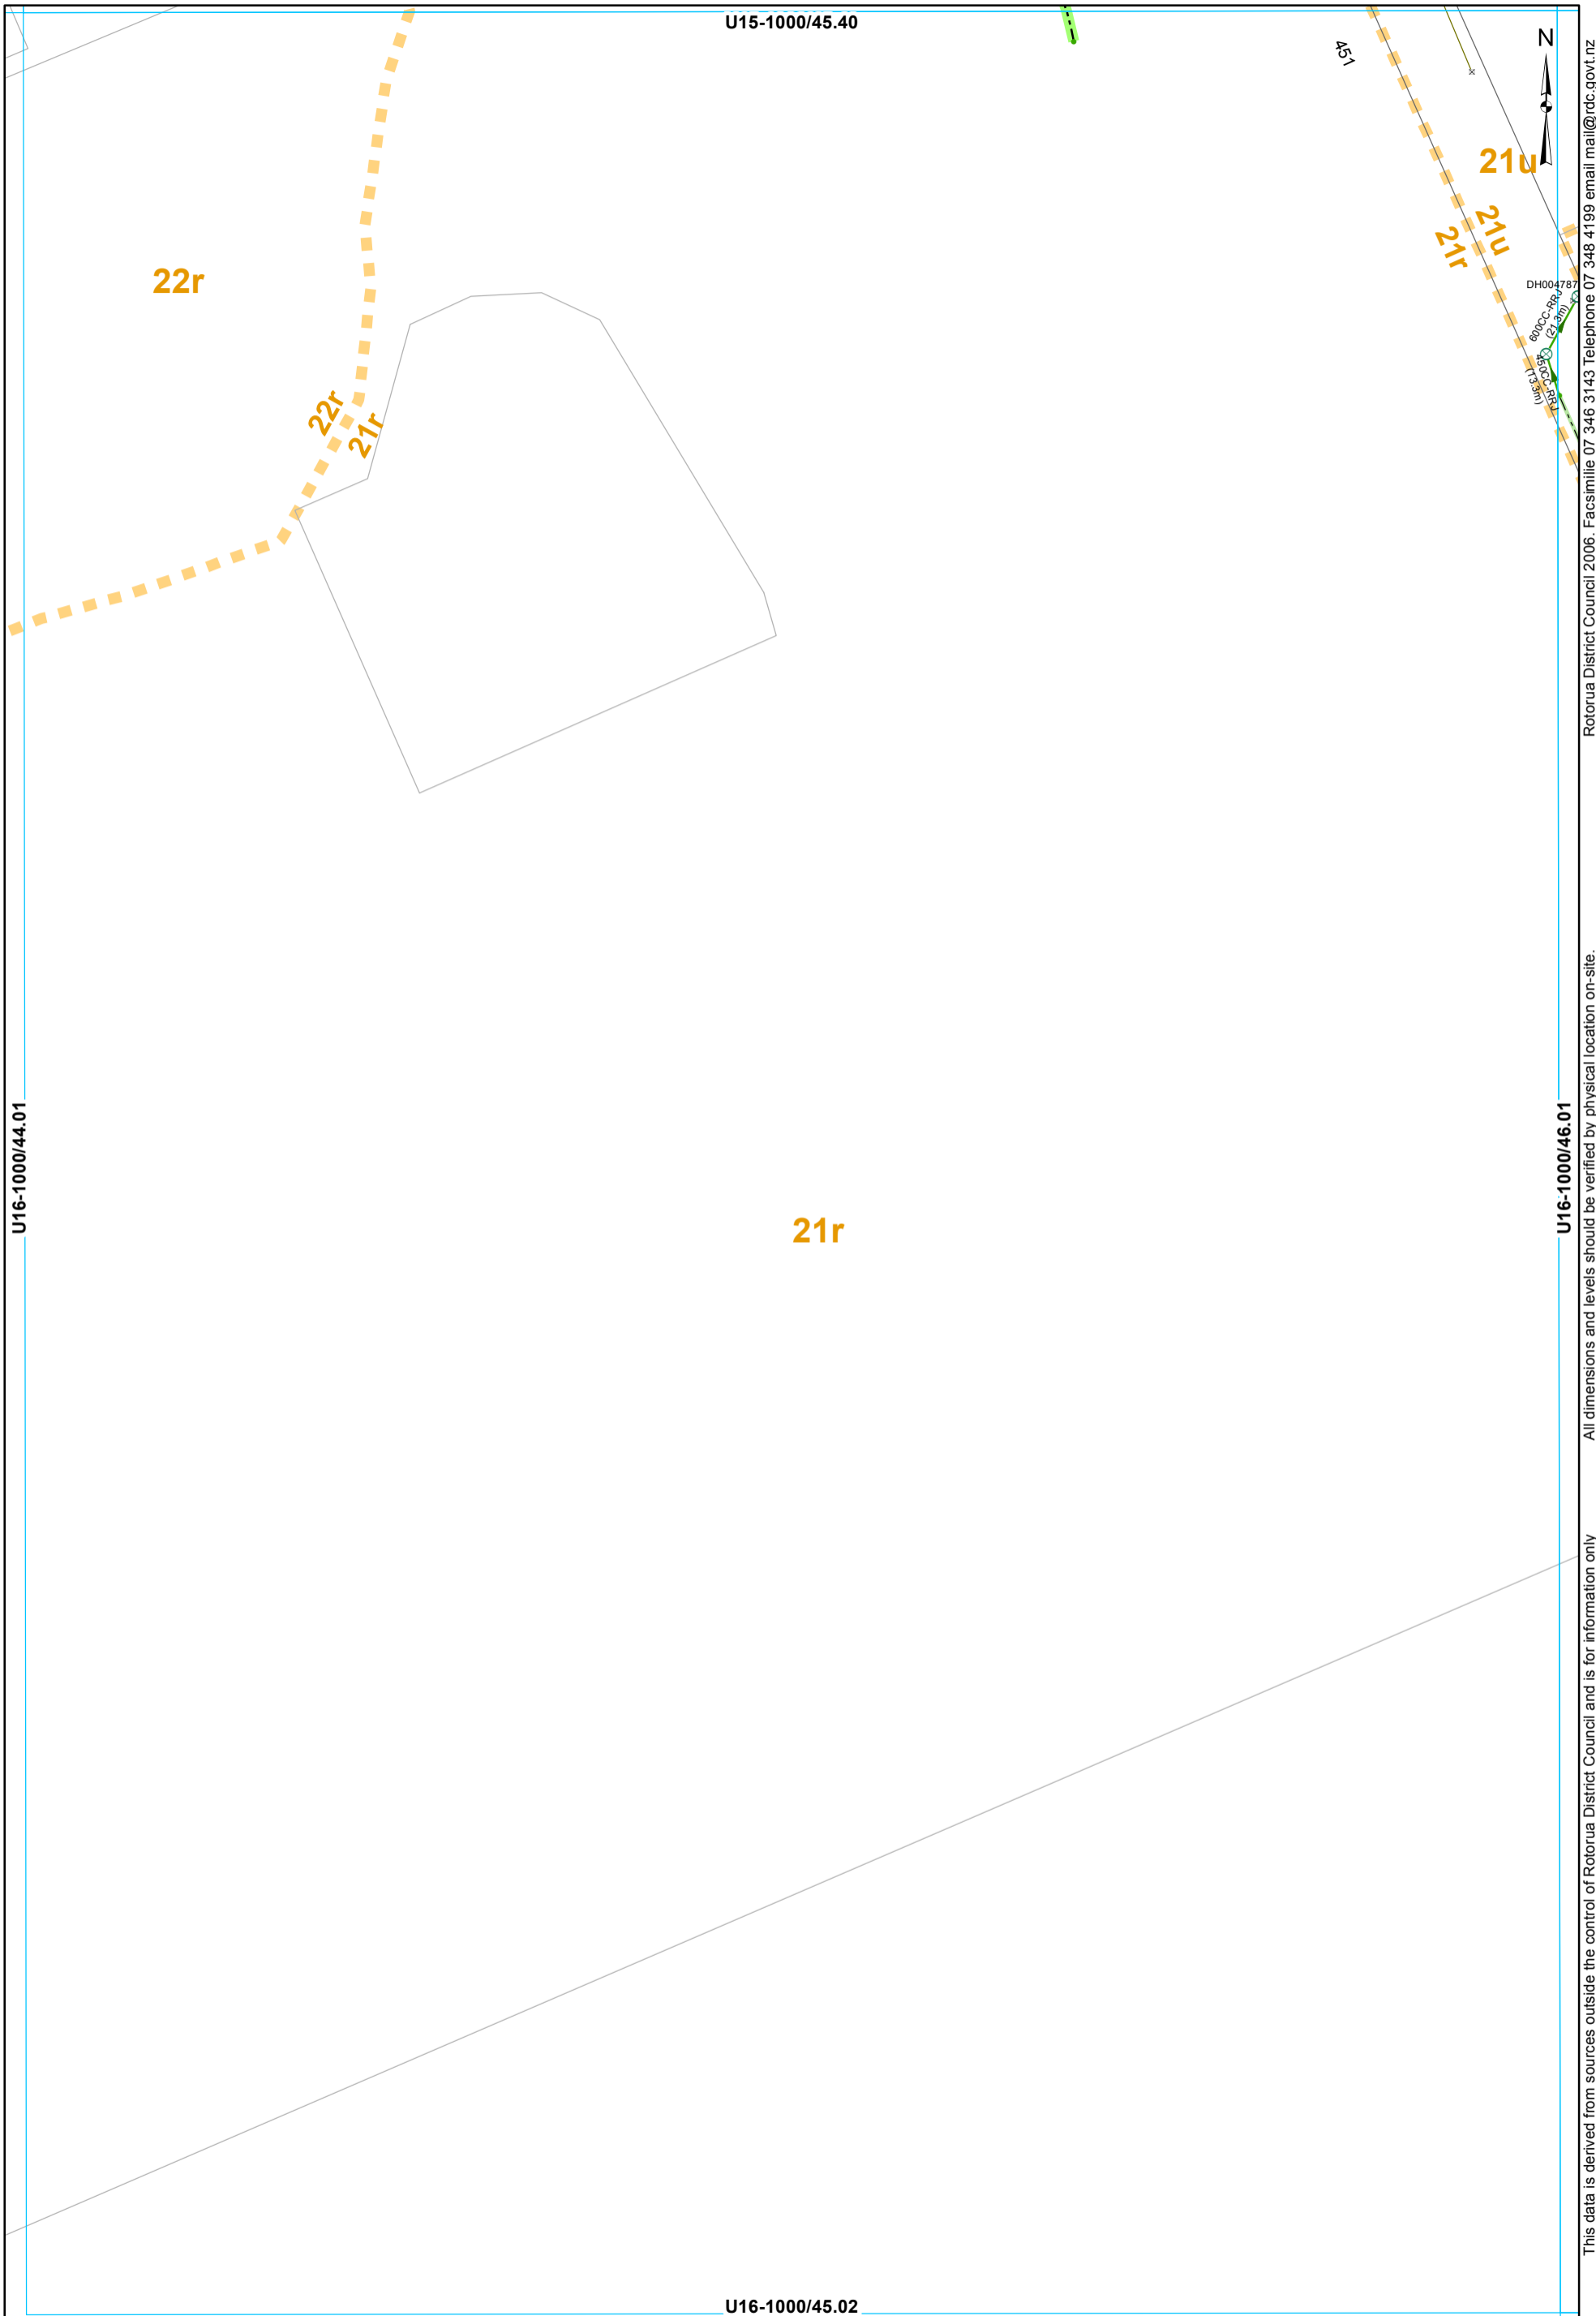 U15-1000/45.40
451
N
21u
21u
21r
22r
DH004787
600CC-RRJ
(21.3m)
450CC-RRJ
(13.3m)
22r
21r
U16-1000/44.01
U16-1000/46.01
21r
U16-1000/45.02
Rotorua District Council 2006. Facsimilie 07 346 3143 Telephone 07 348 4199 email mail@rdc.govt.nz
All dimensions and levels should be verified by physical location on-site.
This data is derived from sources outside the control of Rotorua District Council and is for information only